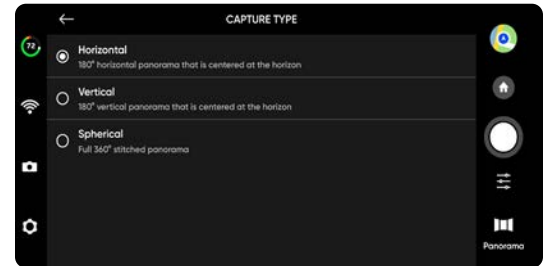 CAPTURE TYPE
72
Horizontal
180° horizontal panorama that is centered at the horizon
Vertical
180° vertical panorama that is centered at the horizon
Spherical
Full 360° stitched panorama
Panorama